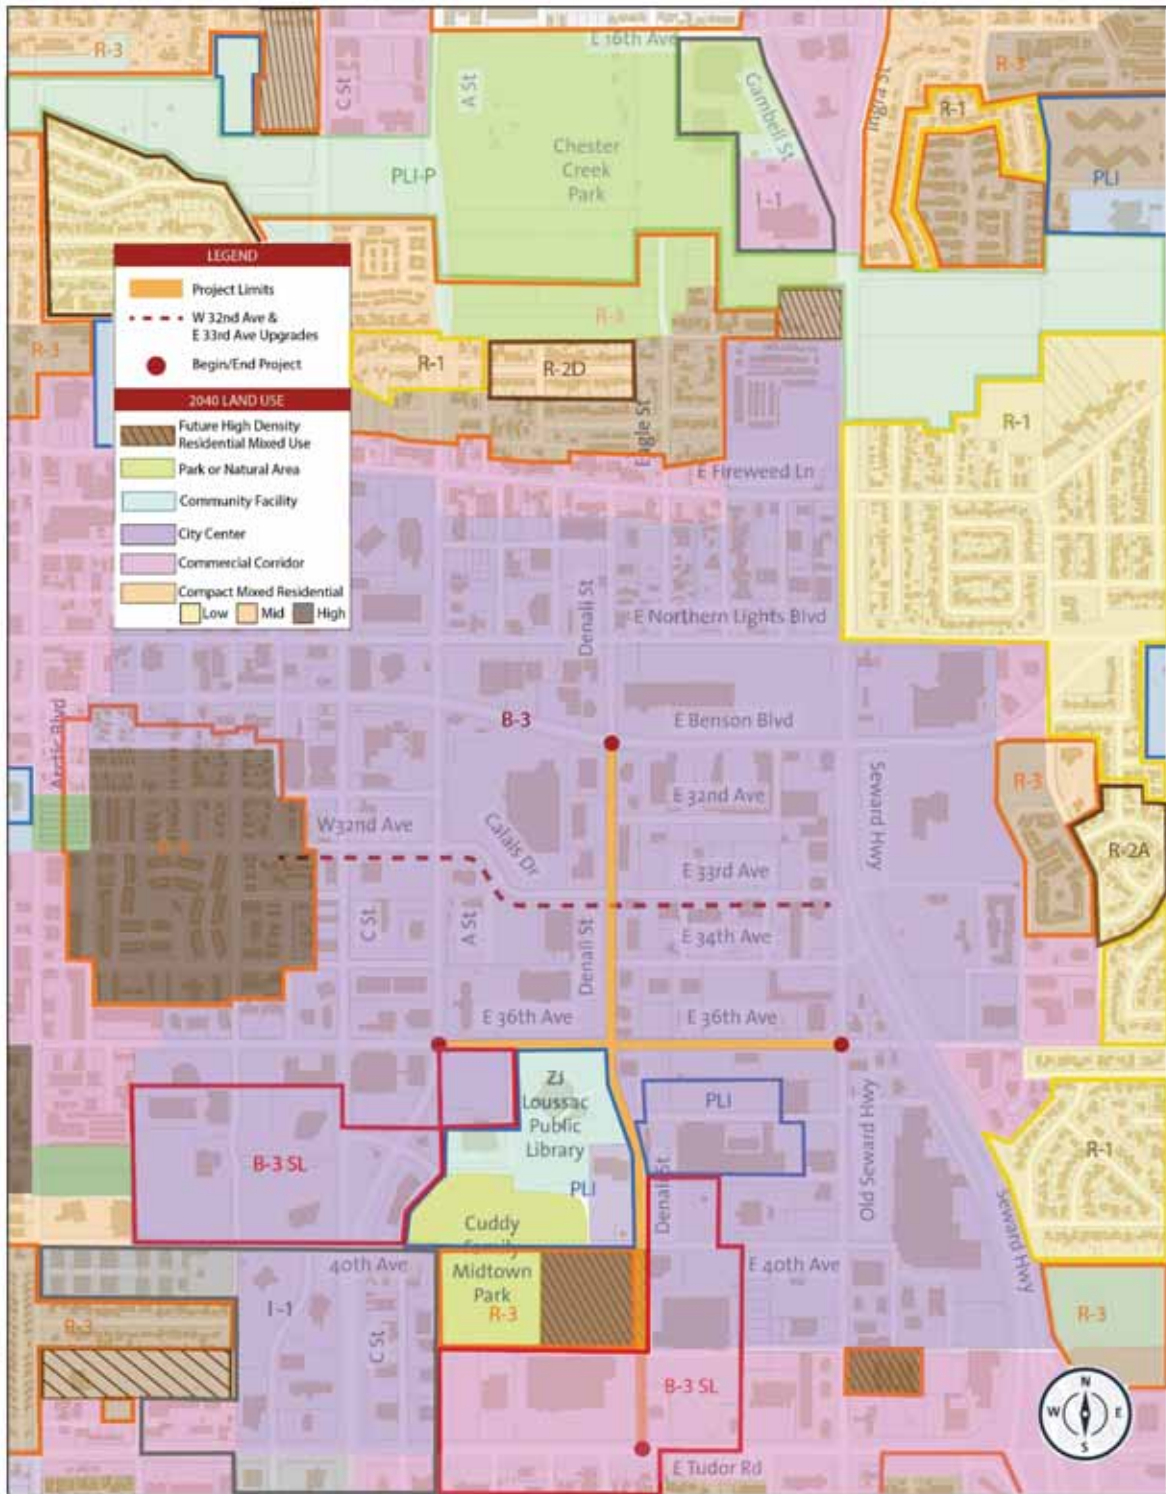 E 16th Ave
R-3
C St
A St
Gambell St
Ingra St
R-3
R-1
Chester
Creek
Park
PLI-P
PLI
I-1
LEGEND
Project Limits
W 32nd Ave &
E 33rd Ave Upgrades
Begin/End Project
2040 LAND USE
Future High Density
Residential Mixed Use
Park or Natural Area
Community Facility
City Center
Commercial Corridor
Compact Mixed Residential
Low Mid High
R-3
R-3
R-1
R-2D
Eagle St
R-1
E Fireweed Ln
Denali St
E Northern Lights Blvd
Arctic Blvd
B-3
E Benson Blvd
Seward Hwy
R-3
E 32nd Ave
W32nd Ave
Calais Dr
R-2A
E 33rd Ave
C St
A St
Denali St
E 34th Ave
E 36th Ave
E 36th Ave
ZJ
Loussac
Public
Library
PLI
Old Seward Hwy
B-3 SL
PLI
Denali St
R-1
Seward Hwy
Cuddy
Family
Midtown
Park
40th Ave
E 40th Ave
I-1
R-3
R-3
R-3
C St
B-3 SL
N
W E
S
E Tudor Rd